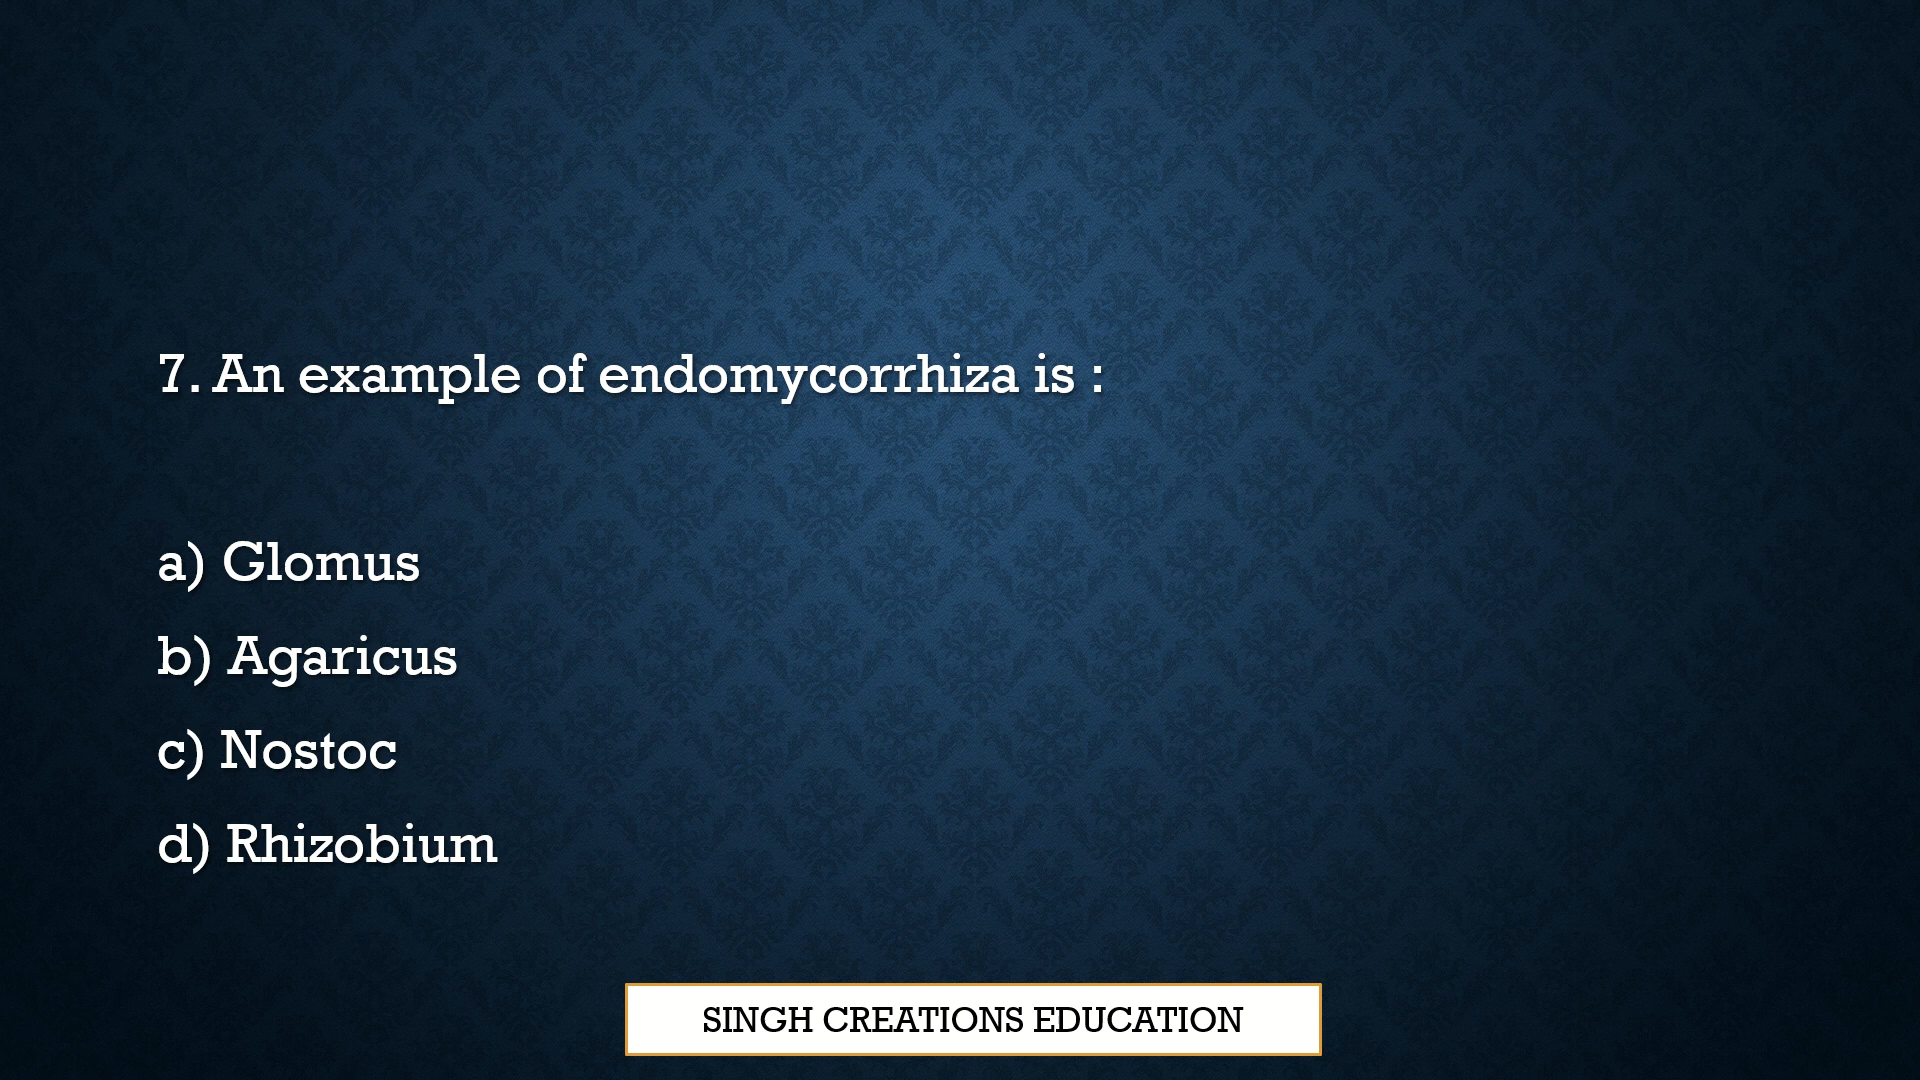 7. An example of endomycorrhiza is :
a) Glomus
b) Agaricus
c) Nostoc
d) Rhizobium
SINGH CREATIONS EDUCATION